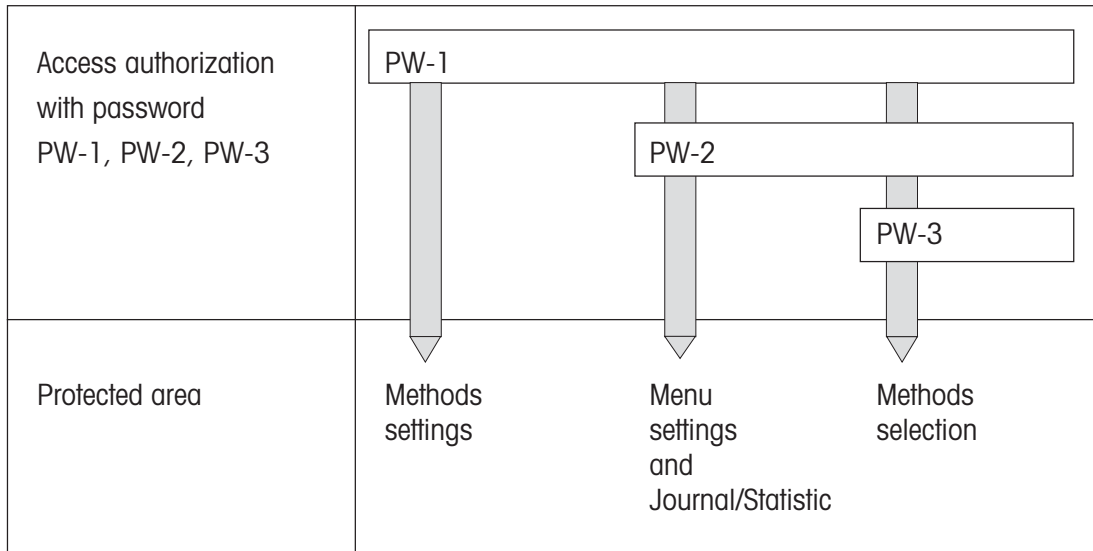 Access authorization
with password
PW-1, PW-2, PW-3
PW-1
PW-2
PW-3
Protected area
Methods
settings
Menu
settings
and
Journal/Statistic
Methods
selection